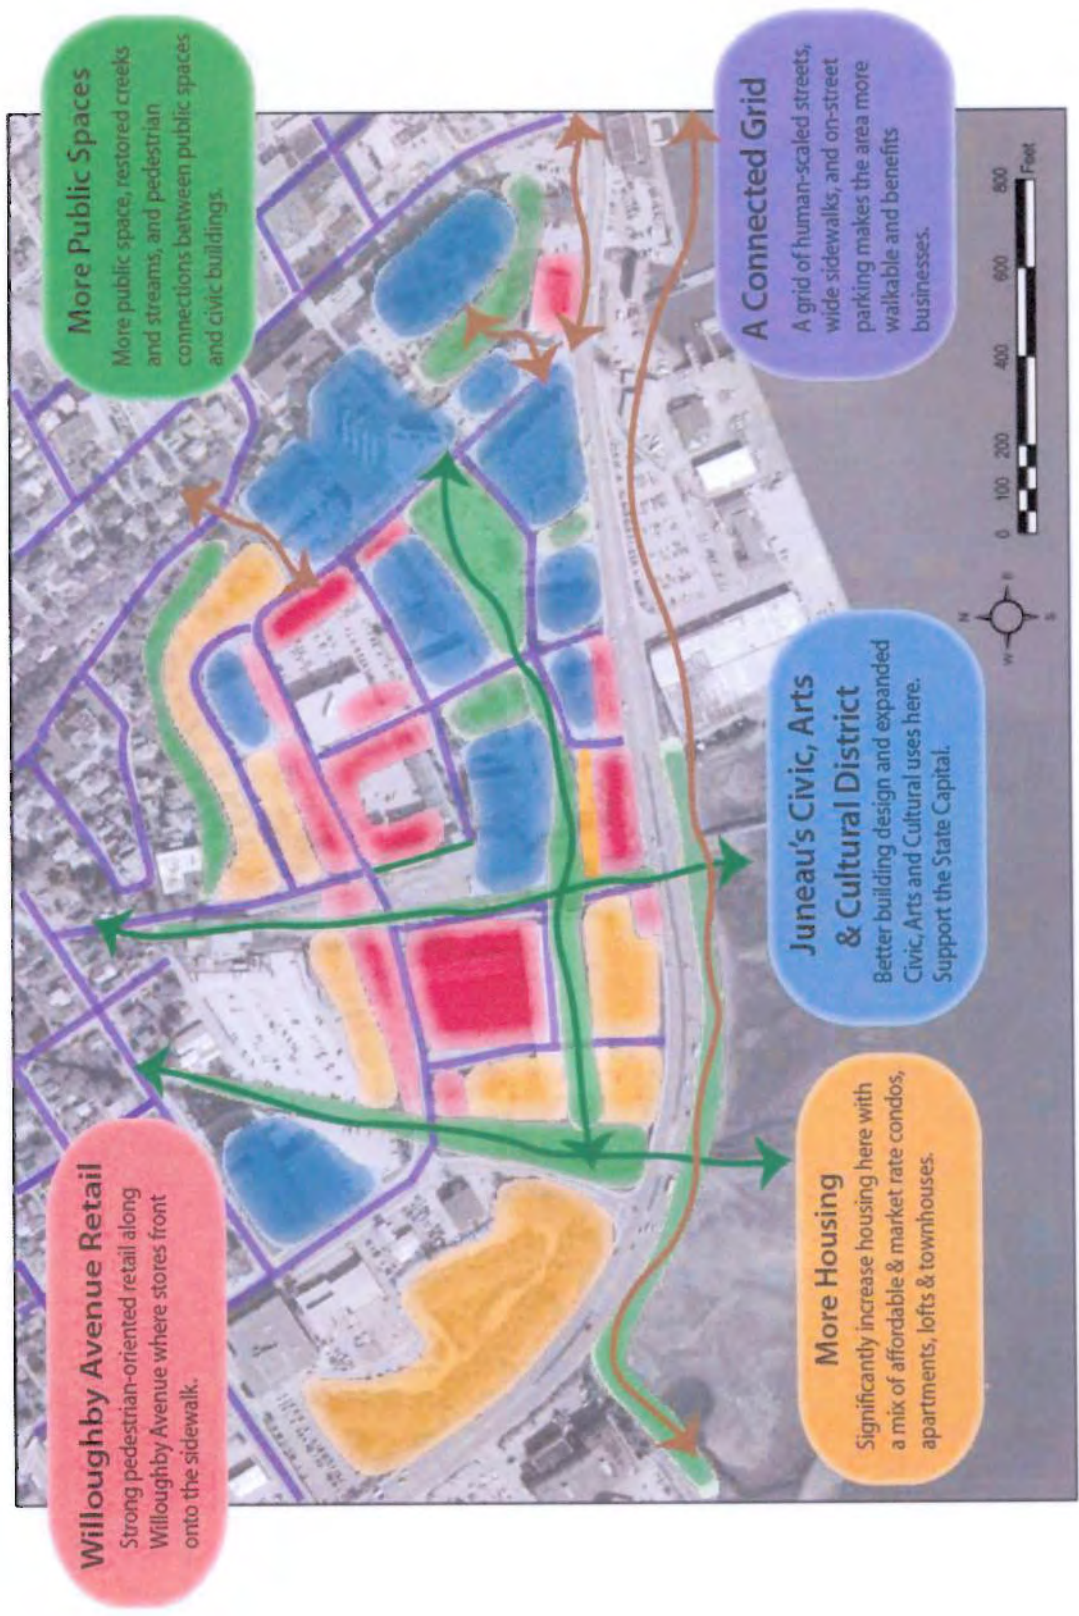 Willoughby Avenue Retail
Strong pedestrian-oriented retail along
Willoughby Avenue where stores front
onto the sidewalk.
More Public Spaces
More public space, restored creeks
and streams, and pedestrian
connections between public spaces
and civic buildings.
More Housing
Significantly increase housing here with
a mix of affordable & market rate condos,
apartments, lofts & townhouses.
Juneau's Civic, Arts
& Cultural District
Better building design and expanded
Civic, Arts and Cultural uses here.
Support the State Capital.
A Connected Grid
A grid of human-scaled streets,
wide sidewalks, and on-street
parking makes the area more
walkable and benefits
businesses.
N
W
E
S
0 100 200 400 600 800
Feet